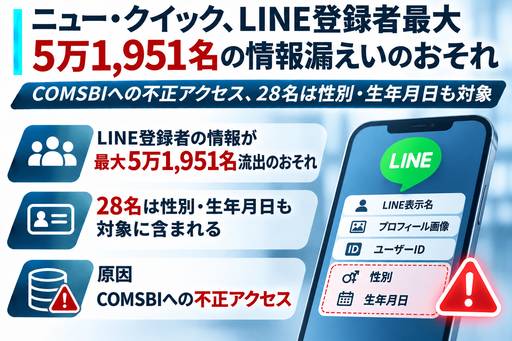 ニュー・クイック、LINE登録者最大
5万1,951名の情報漏えいのおそれ
COMSBIへの不正アクセス、28名は性別・生年月日も対象
LINE登録者の情報が
最大5万1,951名流出のおそれ
28名は性別・生年月日も
対象に含まれる
原因
COMSBIへの不正アクセス
LINE
LINE表示名
プロフィール画像
ID ユーザーID
性別
生年月日